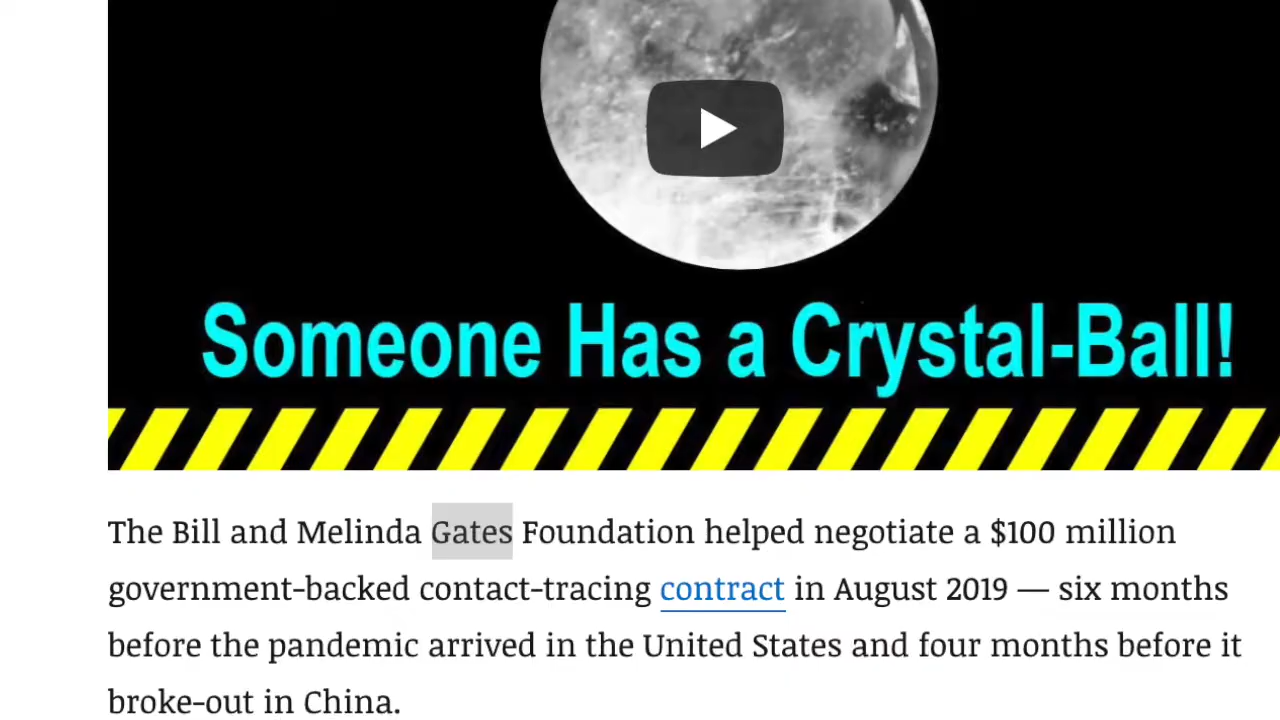 Someone Has a Crystal-Ball!
The Bill and Melinda Gates Foundation helped negotiate a $100 million
government-backed contact-tracing contract in August 2019 — six months
before the pandemic arrived in the United States and four months before it
broke-out in China.